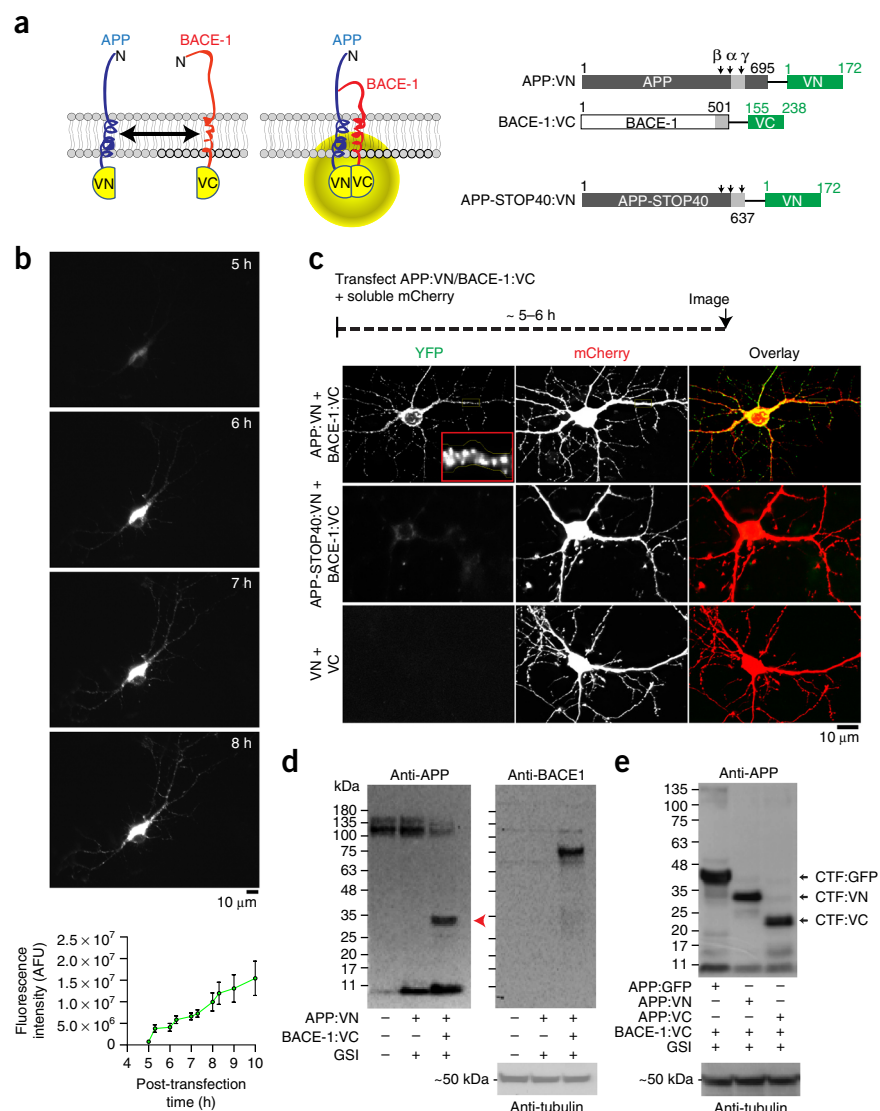 a
APP
N
BACE-1
N
VN
VC
APP
N
BACE-1
VN VC
β α γ
1 695 1 172
APP:VN APP VN
1 501 155 238
BACE-1:VC BACE-1 VC
1 1 172
APP-STOP40:VN APP-STOP40 VN
637
b
5 h
6 h
7 h
8 h
10 μm
Fluorescence intensity (AFU)
2.5 × 10⁷
2.0 × 10⁷
1.5 × 10⁷
1.0 × 10⁷
5.0 × 10⁶
4 5 6 7 8 9 10
Post-transfection
time (h)
c
Transfect APP:VN/BACE-1:VC
+ soluble mCherry
Image
~ 5–6 h
YFP mCherry Overlay
APP:VN +
BACE-1:VC
APP-STOP40:VN +
BACE-1:VC
VN +
VC
10 μm
d
Anti-APP Anti-BACE1
kDa
180
135
100
75
63
48
35
25
20
17
11
APP:VN – + + – + +
BACE-1:VC – – + – – +
GSI – + + – + +
~50 kDa
Anti-tubulin
e
Anti-APP
135
100
75
63
48
35
25
20
17
11
CTF:GFP
CTF:VN
CTF:VC
APP:GFP + – –
APP:VN – + –
APP:VC – – +
BACE-1:VC + + +
GSI + + +
~50 kDa
Anti-tubulin